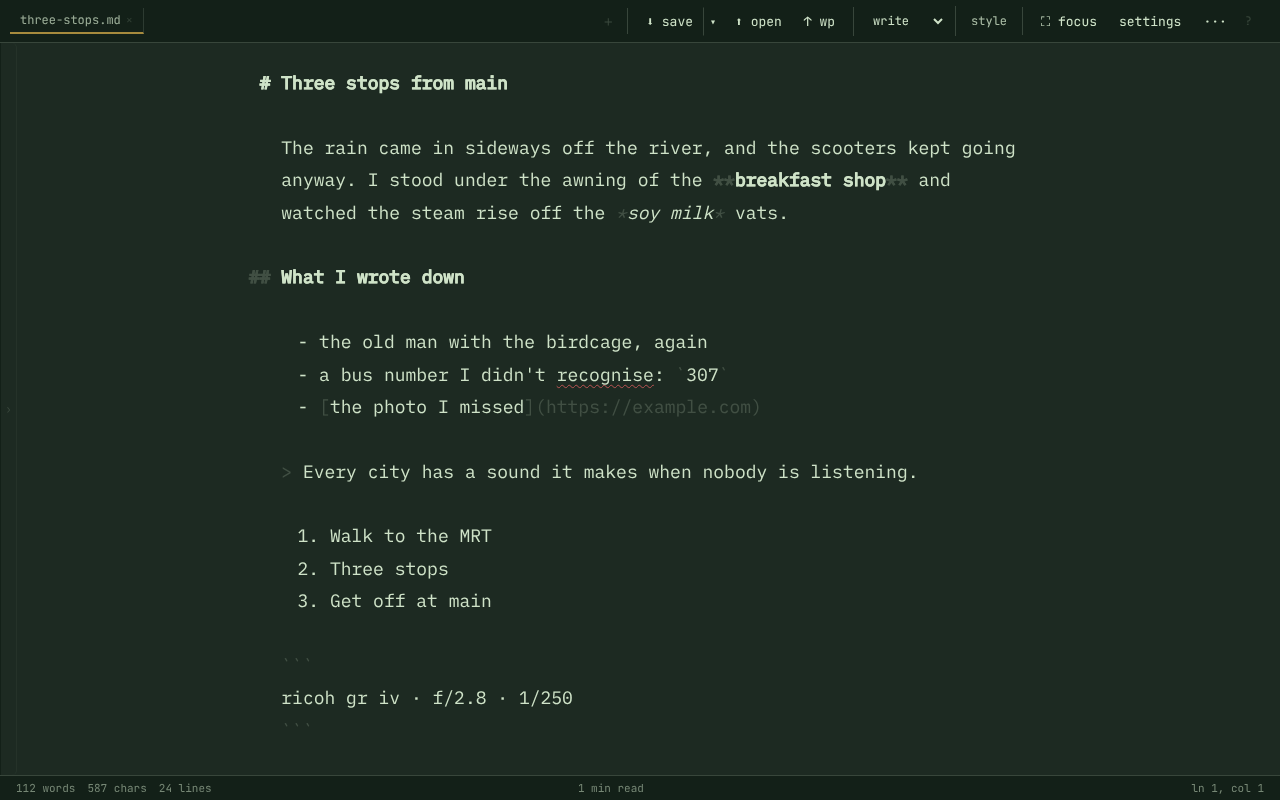 three-stops.md ×
+ ⬇ save ▾ ⬆ open ↑ wp write style focus settings ··· ?
# Three stops from main
The rain came in sideways off the river, and the scooters kept going
anyway. I stood under the awning of the **breakfast shop** and
watched the steam rise off the *soy milk* vats.
## What I wrote down
- the old man with the birdcage, again
- a bus number I didn't recognise: `307`
- [the photo I missed](https://example.com)
> Every city has a sound it makes when nobody is listening.
1. Walk to the MRT
2. Three stops
3. Get off at main
```
ricoh gr iv · f/2.8 · 1/250
```
112 words 587 chars 24 lines 1 min read ln 1, col 1